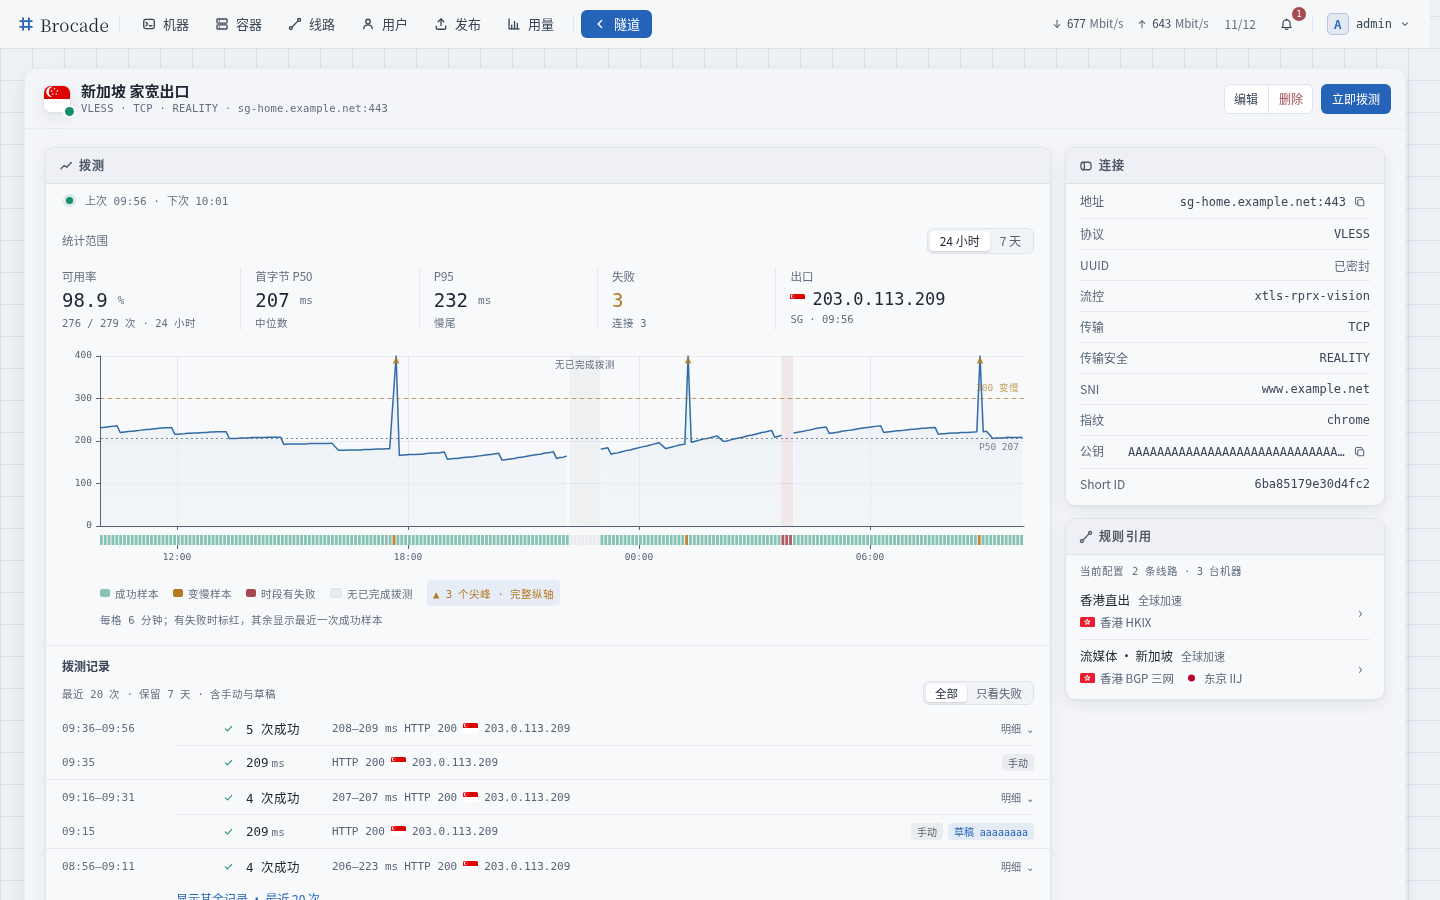 Brocade 机器 容器 线路 用户 发布 用量 隧道 ↓ 677 Mbit/s ↑ 643 Mbit/s 11/12 1 A admin
新加坡 家宽出口
VLESS · TCP · REALITY · sg-home.example.net:443
编辑 删除 立即拨测
拨测
上次 09:56 · 下次 10:01
统计范围 24 小时 7 天
可用率 首字节 P50 P95 失败 出口
98.9 % 207 ms 232 ms 3 203.0.113.209
276 / 279 次 · 24 小时 中位数 慢尾 连接 3 SG · 09:56
400
无已完成拨测
300
300 变慢
200
P50 207
100
0
12:00 18:00 00:00 06:00
成功样本 变慢样本 时段有失败 无已完成拨测 ▲ 3 个尖峰 · 完整纵轴
每格 6 分钟；有失败时标红，其余显示最近一次成功样本
拨测记录
最近 20 次 · 保留 7 天 · 含手动与草稿 全部 只看失败
09:36–09:56 ✓ 5 次成功 208–209 ms HTTP 200 203.0.113.209 明细
09:35 ✓ 209 ms HTTP 200 203.0.113.209 手动
09:16–09:31 ✓ 4 次成功 207–207 ms HTTP 200 203.0.113.209 明细
09:15 ✓ 209 ms HTTP 200 203.0.113.209 手动 草稿 aaaaaaaa
08:56–09:11 ✓ 4 次成功 206–223 ms HTTP 200 203.0.113.209 明细
显示其余记录 · 最近 20 次
连接
地址 sg-home.example.net:443
协议 VLESS
UUID 已密封
流控 xtls-rprx-vision
传输 TCP
传输安全 REALITY
SNI www.example.net
指纹 chrome
公钥 AAAAAAAAAAAAAAAAAAAAAAAAAAAAA…
Short ID 6ba85179e30d4fc2
规则引用
当前配置 2 条线路 · 3 台机器
香港直出 全球加速
香港 HKIX
流媒体 · 新加坡 全球加速
香港 BGP 三网 东京 IIJ